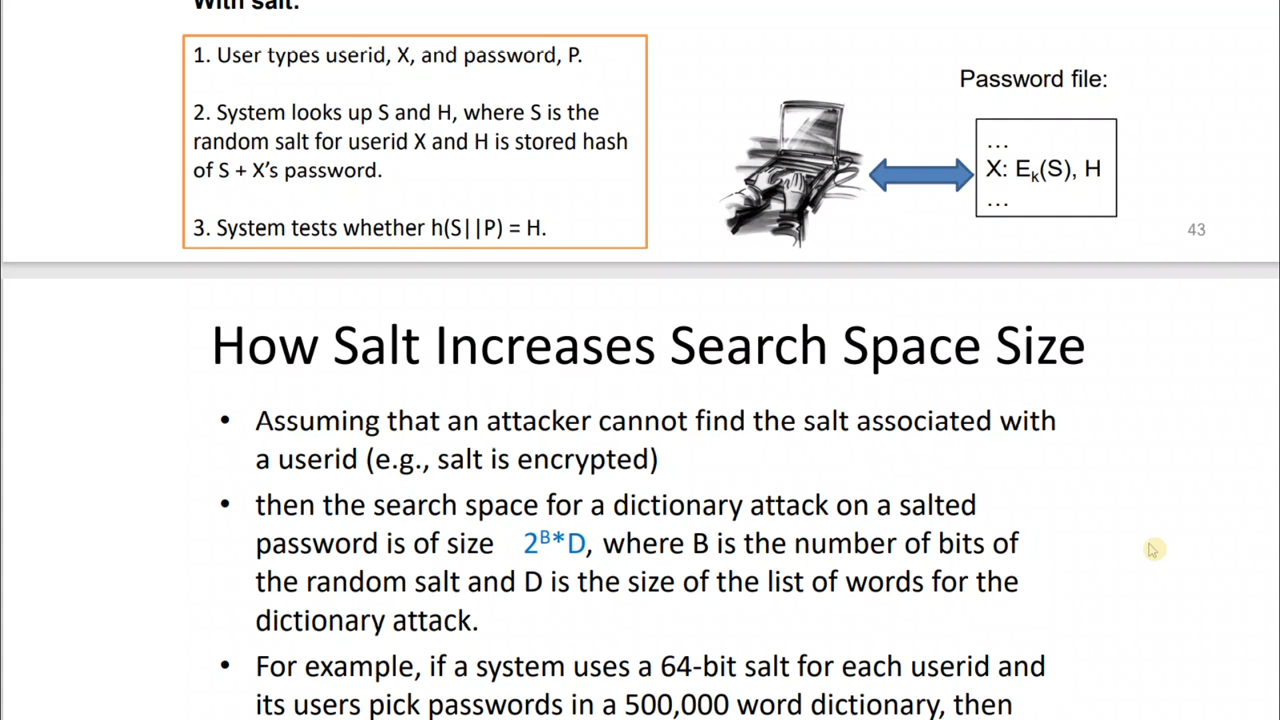 With salt:
1. User types userid, X, and password, P.
2. System looks up S and H, where S is the
random salt for userid X and H is stored hash
of S + X’s password.
3. System tests whether h(S||P) = H.
Password file:
…
X: Eₖ(S), H
…
43
How Salt Increases Search Space Size
• Assuming that an attacker cannot find the salt associated with
a userid (e.g., salt is encrypted)
• then the search space for a dictionary attack on a salted
password is of size 2ᴮ*D, where B is the number of bits of
the random salt and D is the size of the list of words for the
dictionary attack.
• For example, if a system uses a 64-bit salt for each userid and
its users pick passwords in a 500,000 word dictionary, then